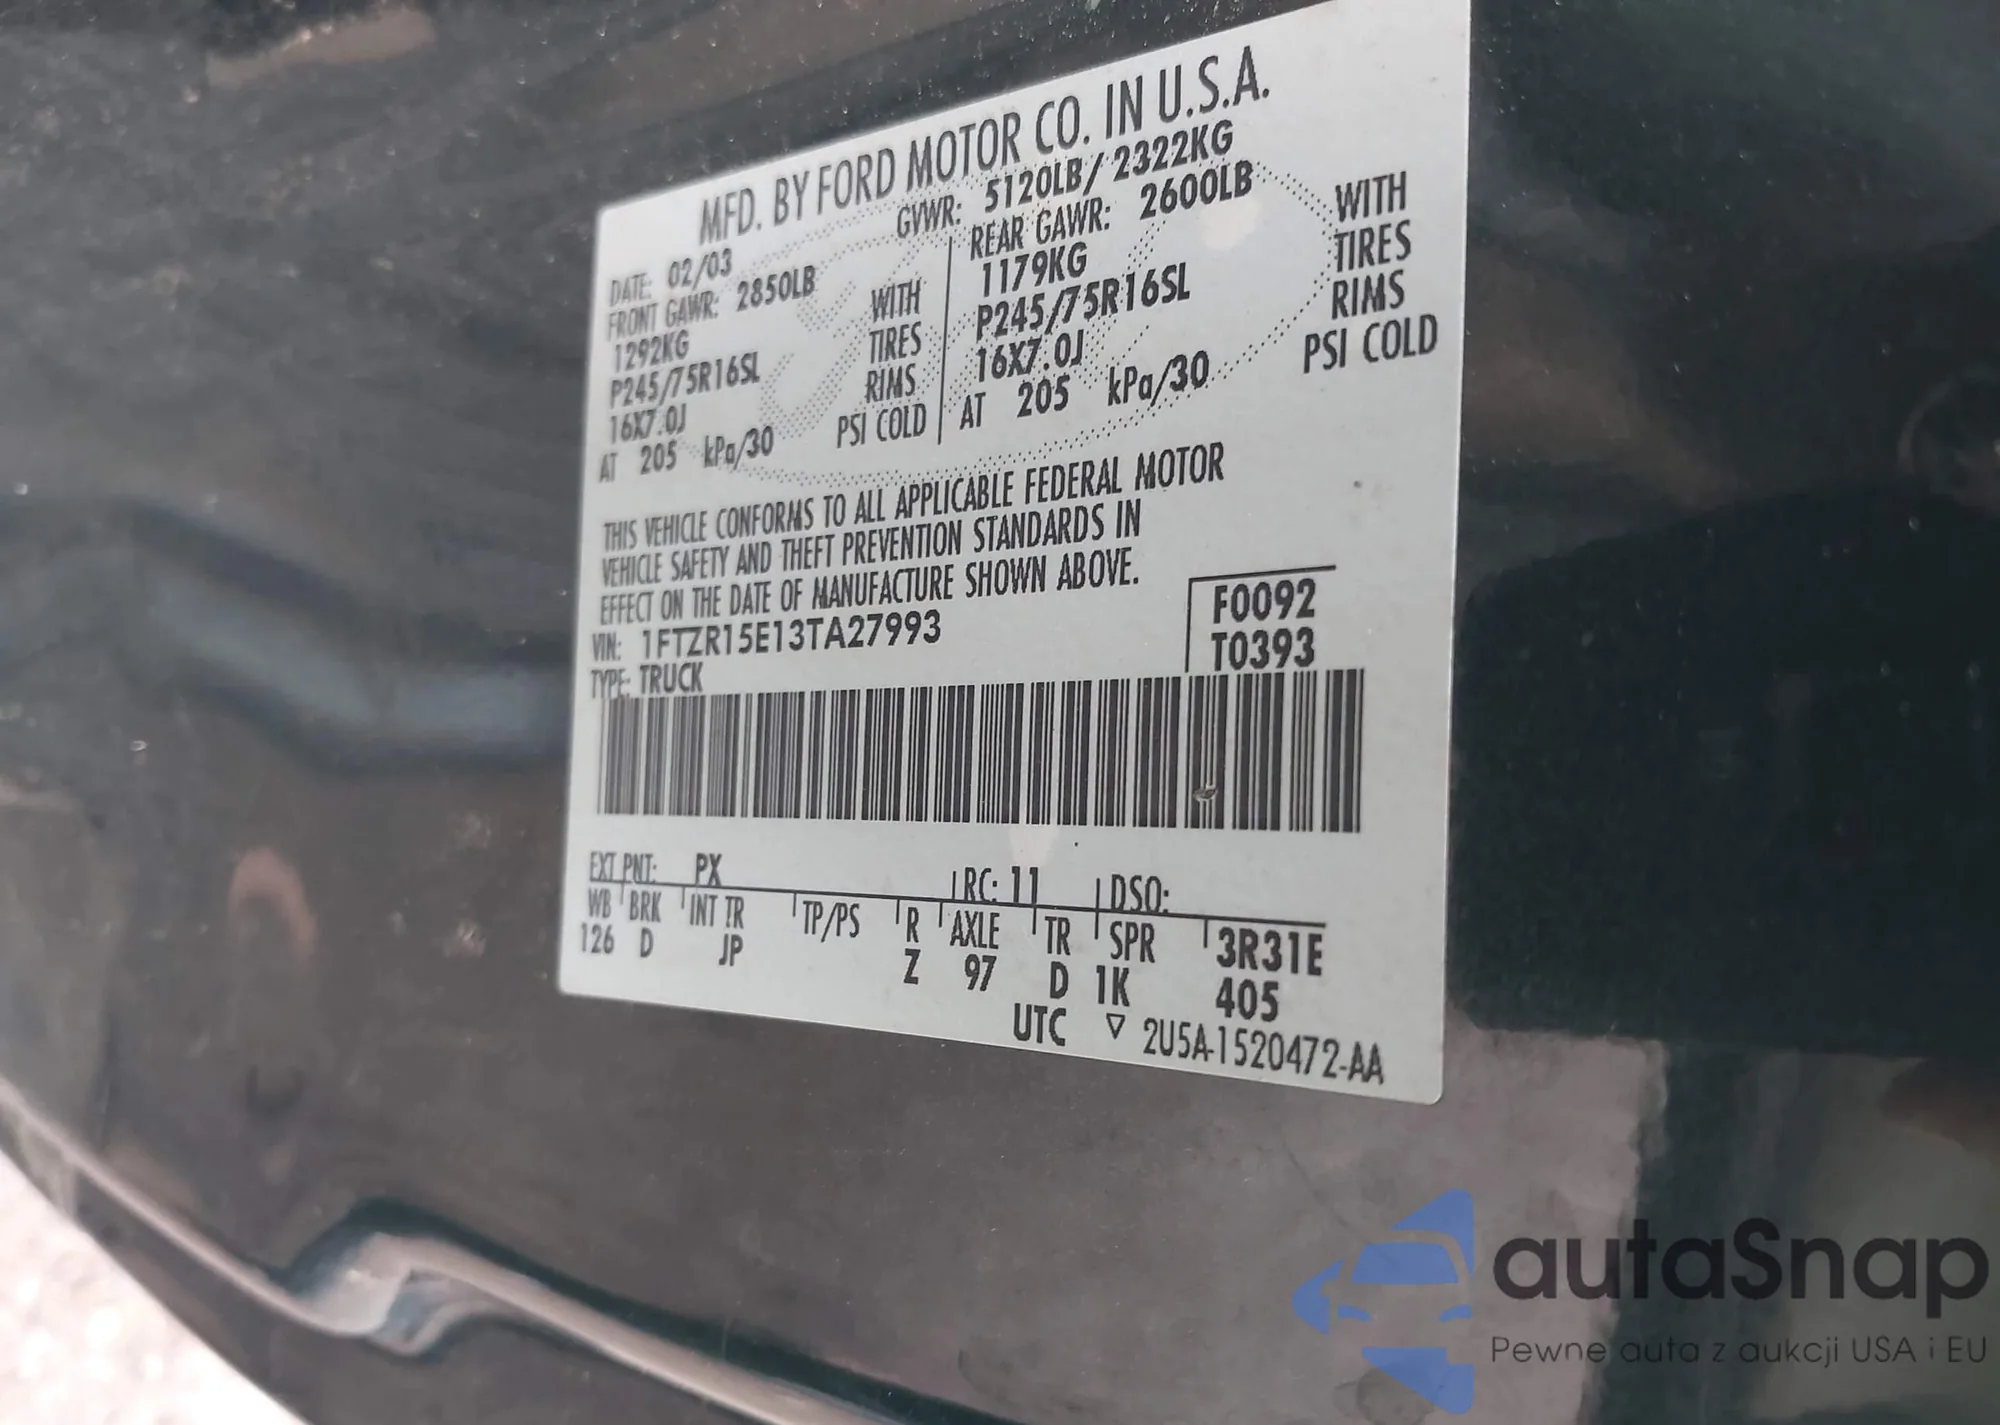 MFD. BY FORD MOTOR CO. IN U.S.A.
DATE: 02/03 GVWR: 5120LB/ 2322KG
FRONT GAWR: 2850LB REAR GAWR: 2600LB
1292KG WITH 1179KG WITH
P245/75R16SL TIRES P245/75R16SL TIRES
16X7.0J RIMS 16X7.0J RIMS
AT 205 kPa/30 PSI COLD AT 205 kPa/30 PSI COLD
THIS VEHICLE CONFORMS TO ALL APPLICABLE FEDERAL MOTOR
VEHICLE SAFETY AND THEFT PREVENTION STANDARDS IN
EFFECT ON THE DATE OF MANUFACTURE SHOWN ABOVE.
VIN: 1FTZR15E13TA27993 F0092
TYPE: TRUCK T0393
EXT PNT: PX RC: 11 DSO:
WB BRK INT TR TP/PS R AXLE TR SPR 3R31E
126 D JP Z 97 D 1K 405
UTC ▽ 2U5A-1520472-AA
autaSnap
Pewne auta z aukcji USA i EU